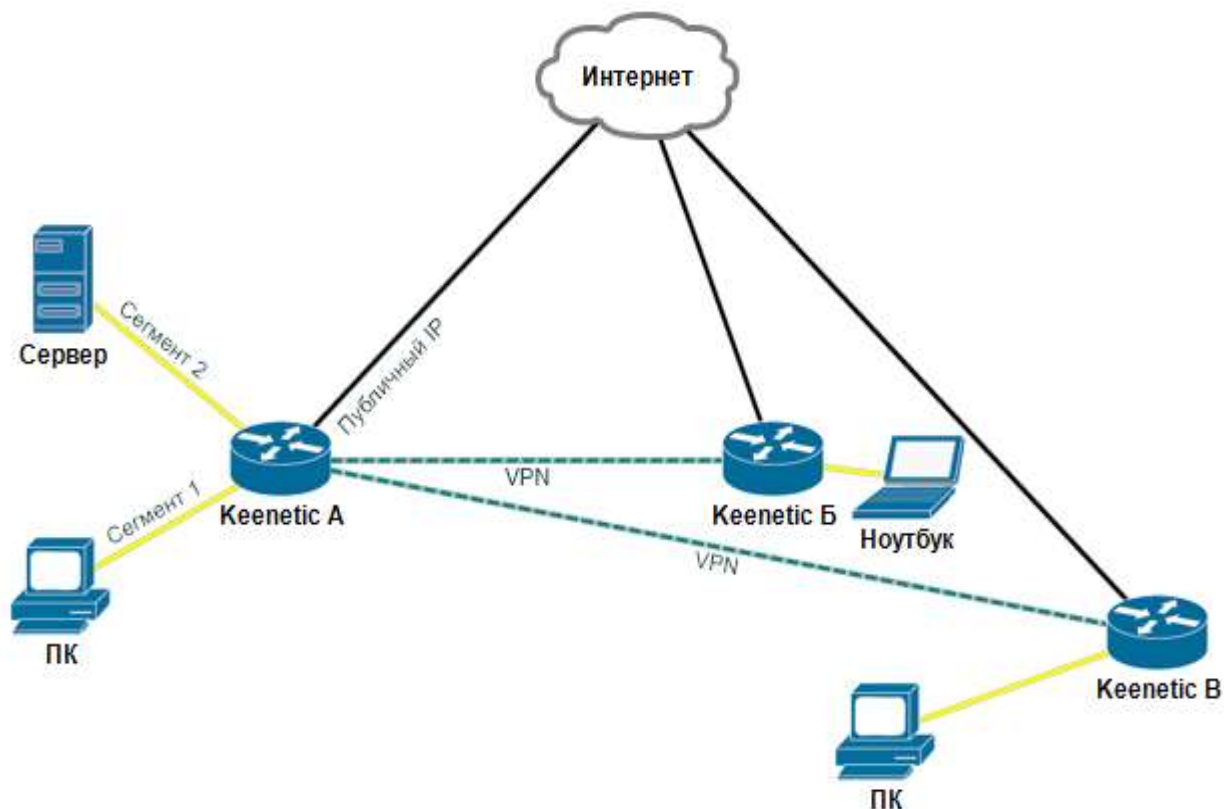 Интернет
Сервер
Сегмент 2
Публичный IP
Keenetic А
VPN
Keenetic Б
Ноутбук
Сегмент 1
VPN
ПК
Keenetic В
ПК